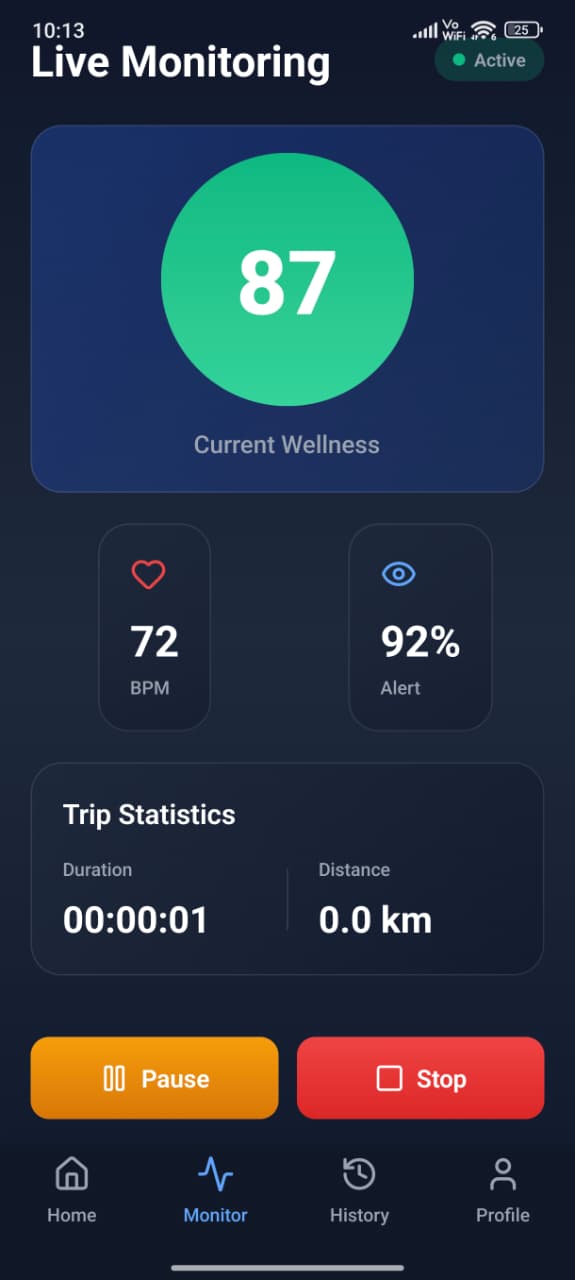 10:13
Vo
WiFi
6
25
Live Monitoring
Active
87
Current Wellness
72
92%
BPM
Alert
Trip Statistics
Duration
Distance
00:00:01
0.0 km
Pause
Stop
Home
Monitor
History
Profile